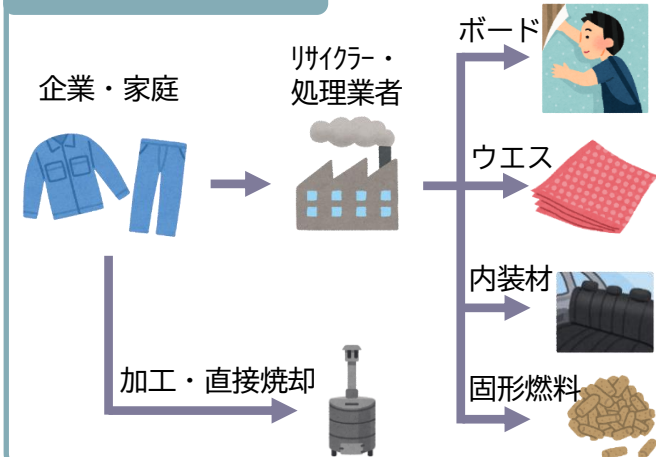 企業・家庭
ﾘｻｲｸﾗｰ・
処理業者
ボード
ウエス
内装材
固形燃料
加工・直接焼却